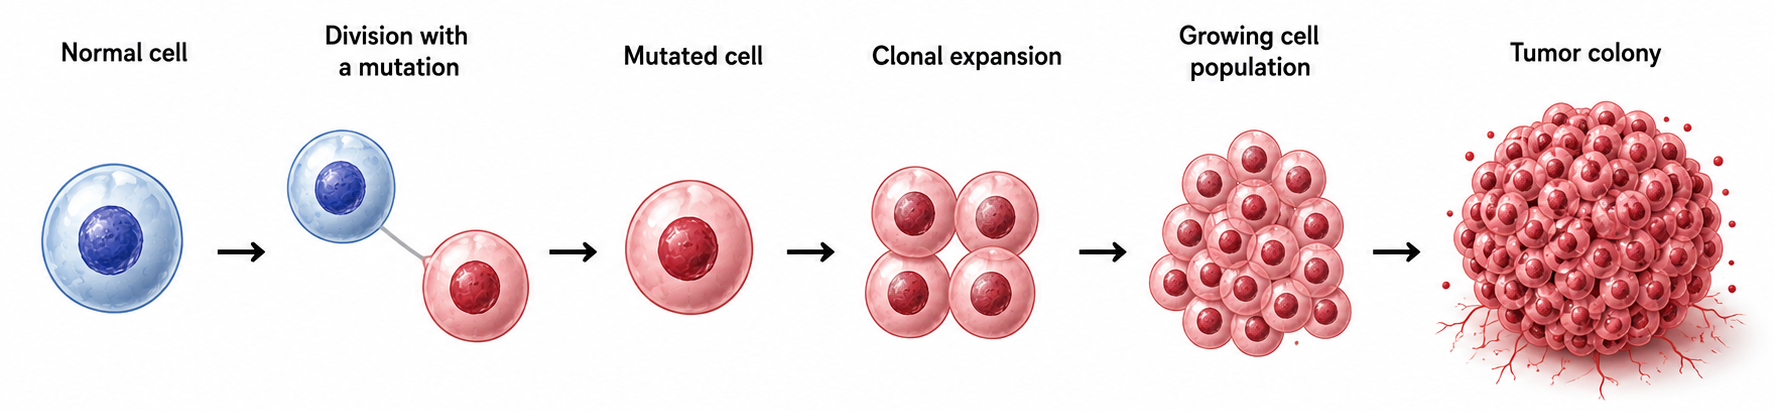 Normal cell
Division with
a mutation
Mutated cell
Clonal expansion
Growing cell
population
Tumor colony